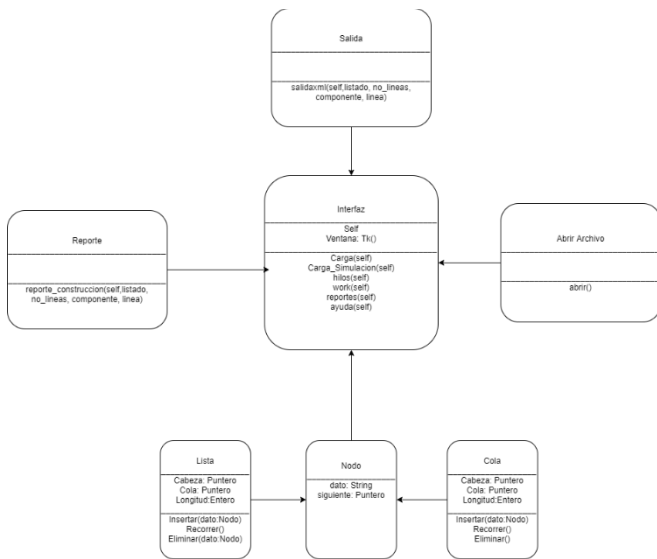 Salida
salidaxml(self,listado, no_lineas,
componente, linea)
Interfaz
Self
Ventana: Tk()
Carga(self)
Carga_Simulacion(self)
hilos(self)
work(self)
reportes(self)
ayuda(self)
Reporte
reporte_construccion(self,listado,
no_lineas, componente, linea)
Abrir Archivo
abrir()
Lista
Cabeza: Puntero
Cola: Puntero
Longitud:Entero
Insertar(dato:Nodo)
Recorrer()
Eliminar(dato:Nodo)
Nodo
dato: String
siguiente: Puntero
Cola
Cabeza: Puntero
Cola: Puntero
Longitud:Entero
Insertar(dato:Nodo)
Recorrer()
Eliminar()